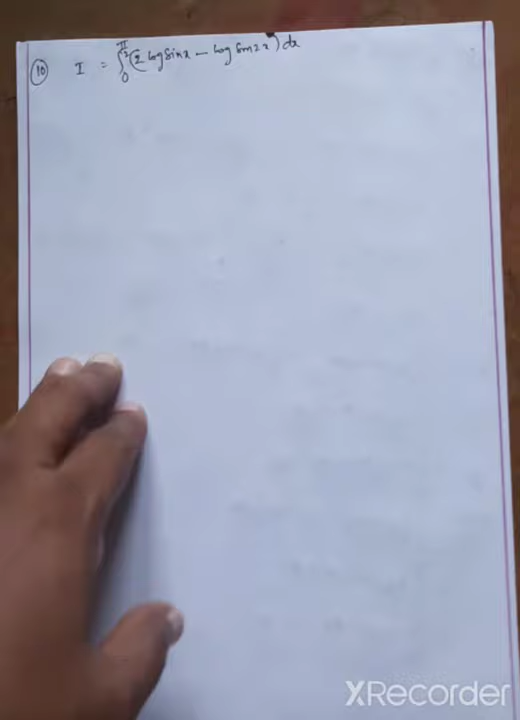 (10) I = ∫₀^{π/2} (2 log sin x − log sin 2x) dx
XRecorder